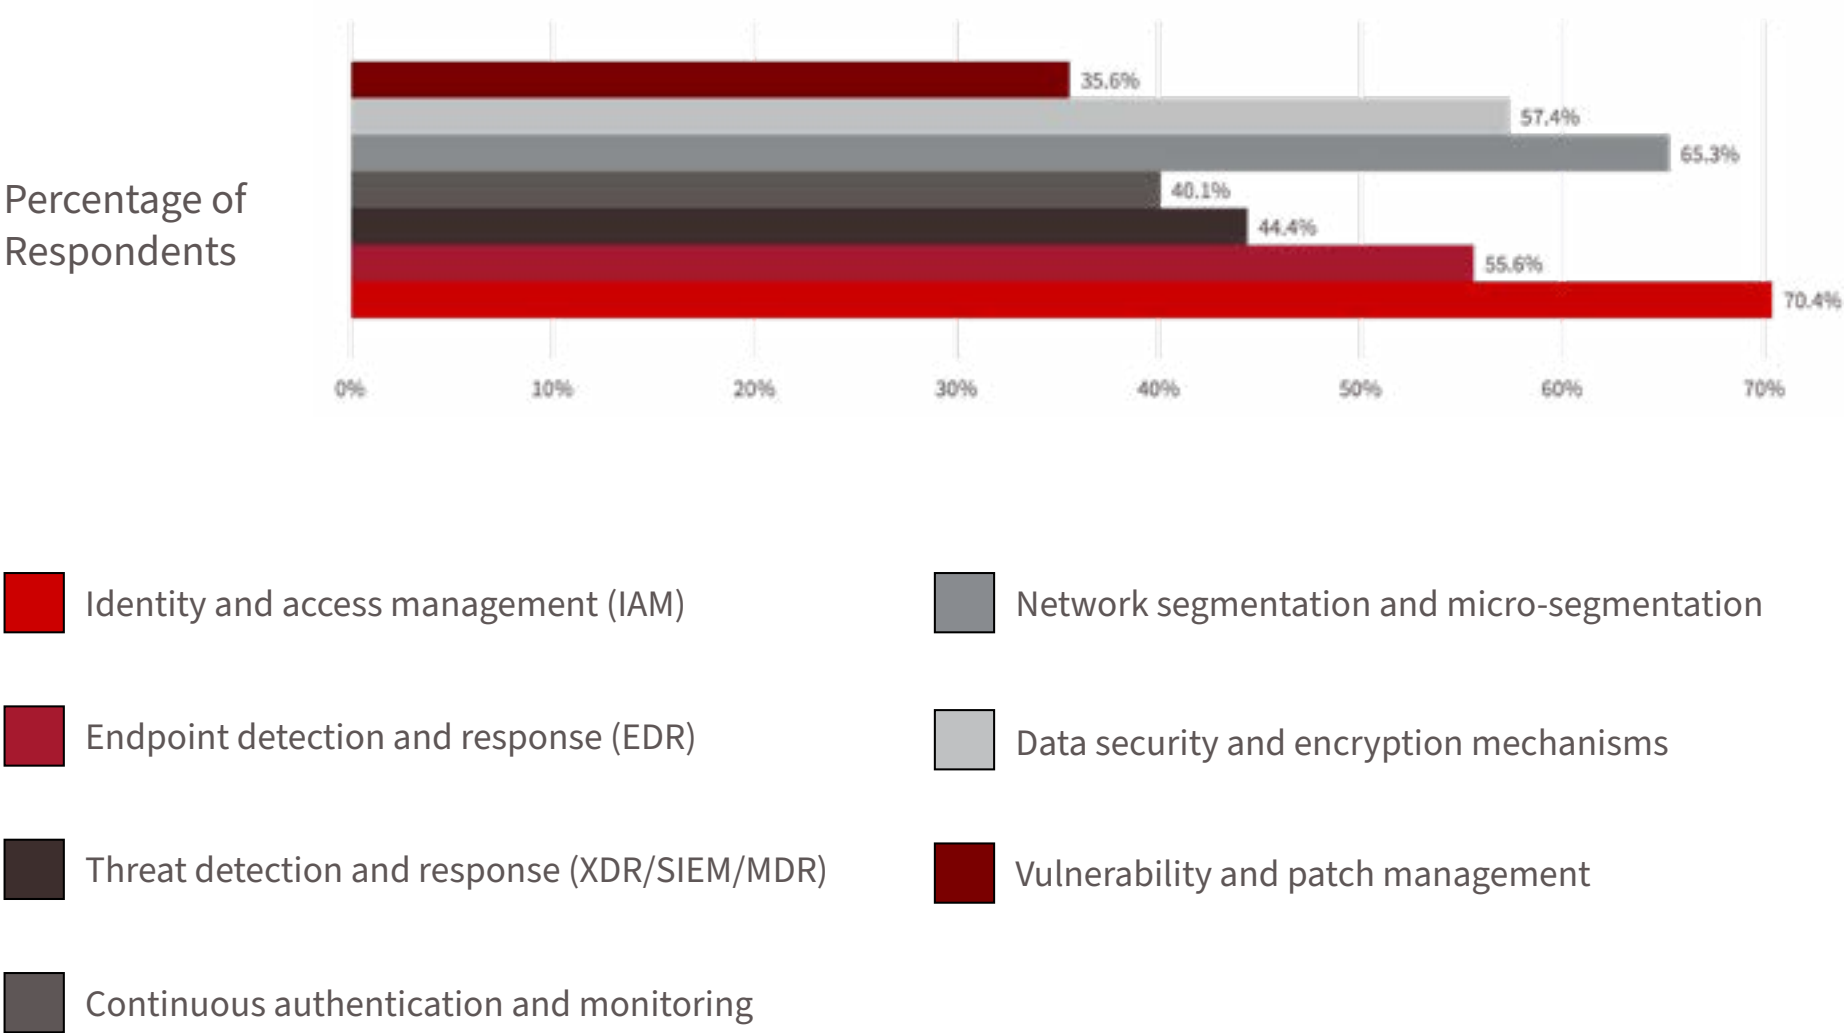 35.6%
57.4%
65.3%
Percentage of
Respondents
40.1%
44.4%
55.6%
70.4%
0% 10% 20% 30% 40% 50% 60% 70%
Identity and access management (IAM)
Endpoint detection and response (EDR)
Threat detection and response (XDR/SIEM/MDR)
Continuous authentication and monitoring
Network segmentation and micro-segmentation
Data security and encryption mechanisms
Vulnerability and patch management